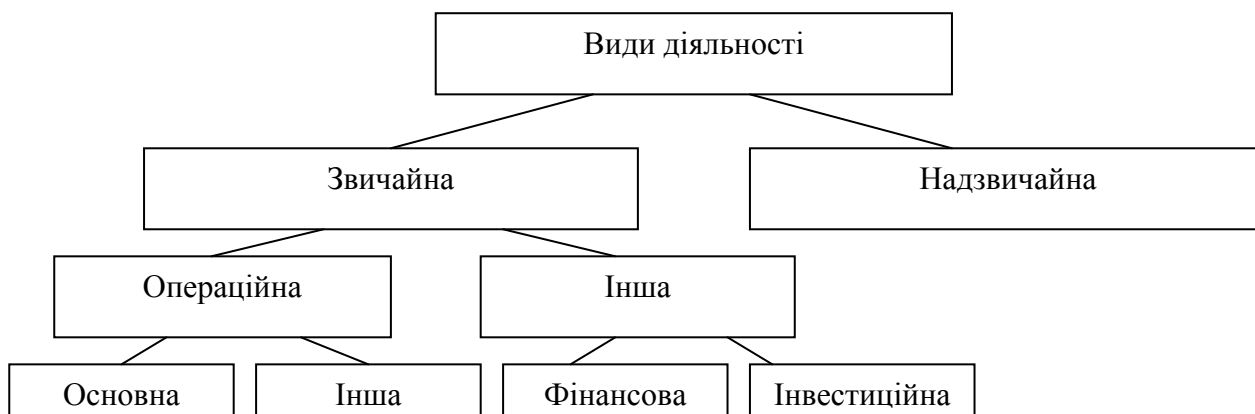 Види діяльності
Звичайна
Надзвичайна
Операційна
Інша
Основна
Інша
Фінансова
Інвестиційна